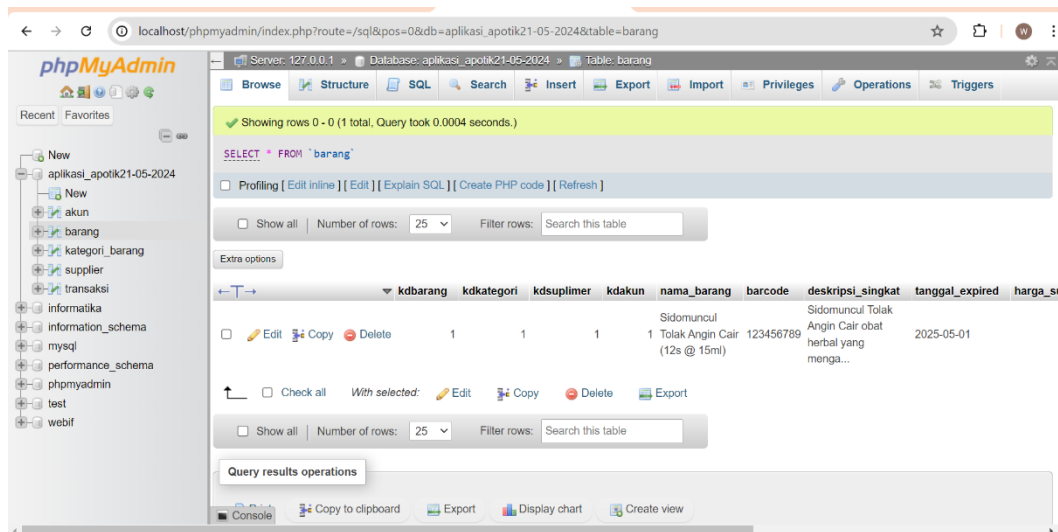 localhost/phpmyadmin/index.php?route=/sql&pos=0&db=aplikasi_apotik21-05-2024&table=barang
W
phpMyAdmin
Recent Favorites
New
aplikasi_apotik21-05-2024
New
akun
barang
kategori_barang
supplier
transaksi
informatika
information_schema
mysql
performance_schema
phpmyadmin
test
webif
Server: 127.0.0.1 » Database: aplikasi_apotik21-05-2024 » Table: barang
Browse Structure SQL Search Insert Export Import Privileges Operations Triggers
Showing rows 0 - 0 (1 total, Query took 0.0004 seconds.)
SELECT * FROM `barang`
Profiling [ Edit inline ] [ Edit ] [ Explain SQL ] [ Create PHP code ] [ Refresh ]
Show all Number of rows: 25 Filter rows: Search this table
Extra options
←T→ kdbarang kdkategori kdsuplimer kdakun nama_barang barcode deskripsi_singkat tanggal_expired
Edit Copy Delete 1 1 1 1 Sidomuncul Tolak Angin Cair (12s @ 15ml) 123456789 Sidomuncul Tolak Angin Cair obat herbal yang menga... 2025-05-01
Check all With selected: Edit Copy Delete Export
Show all Number of rows: 25 Filter rows: Search this table
Query results operations
Copy to clipboard Export Display chart Create view
Console